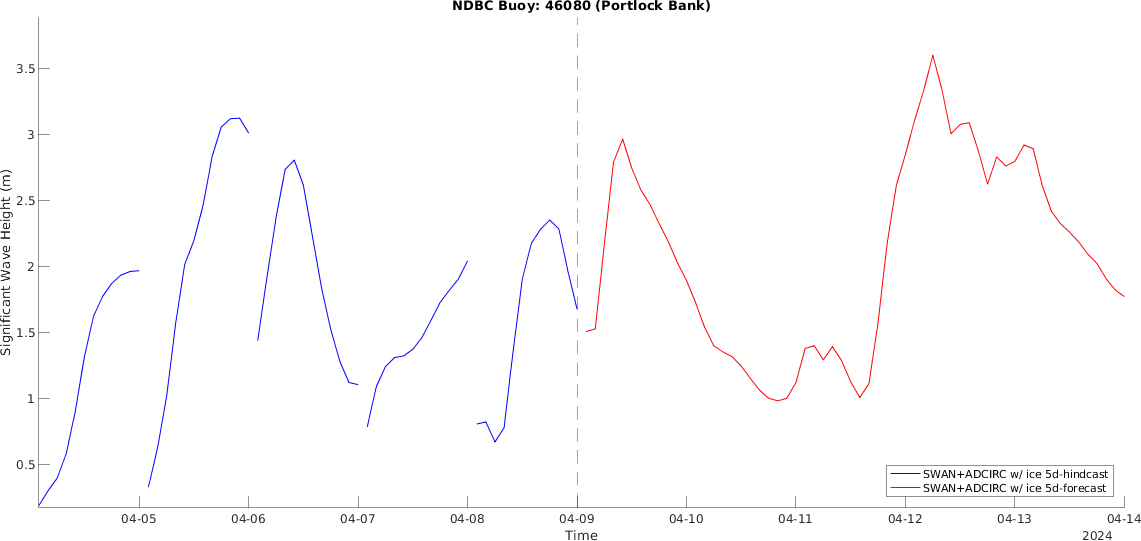 NDBC Buoy: 46080 (Portlock Bank)
Significant Wave Height (m)
3.5
3
2.5
2
1.5
1
0.5
SWAN+ADCIRC w/ ice 5d-hindcast
SWAN+ADCIRC w/ ice 5d-forecast
04-05 04-06 04-07 04-08 04-09 04-10 04-11 04-12 04-13 04-14
Time
2024